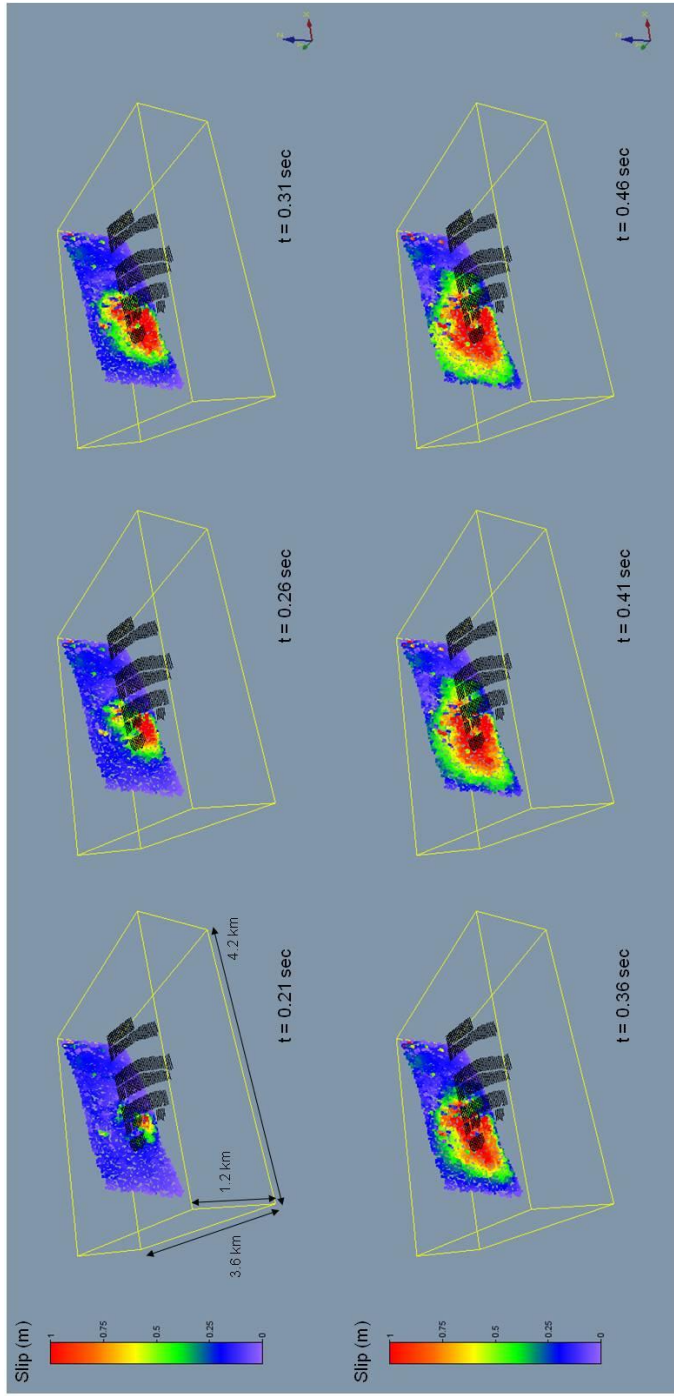 Slip (m)
1
0.75
0.5
0.25
0
3.6 km
1.2 km
4.2 km
t = 0.21 sec
t = 0.26 sec
t = 0.31 sec
Slip (m)
1
0.75
0.5
0.25
0
t = 0.36 sec
t = 0.41 sec
t = 0.46 sec